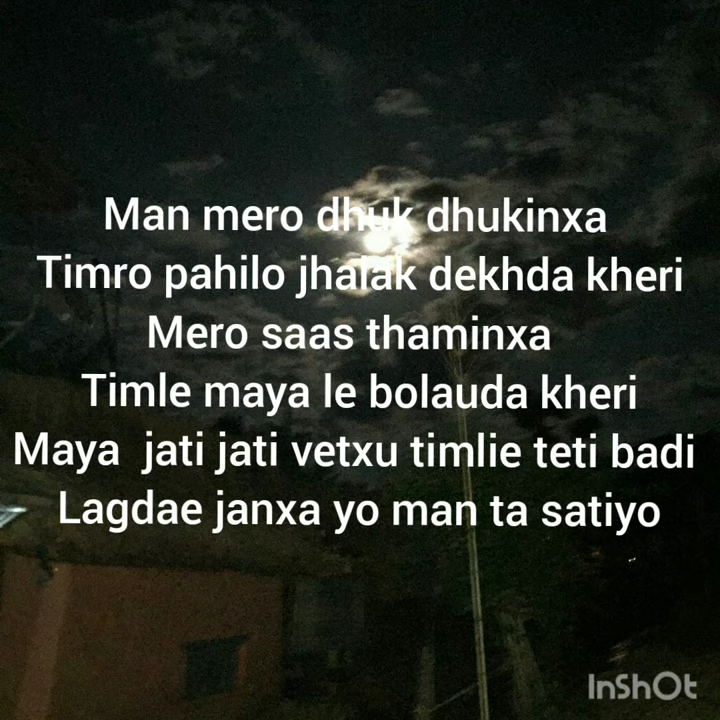 Man mero dhuk dhukinxa
Timro pahilo jhalak dekhda kheri
Mero saas thaminxa
Timle maya le bolauda kheri
Maya jati jati vetxu timlie teti badi
Lagdae janxa yo man ta satiyo
InShOt